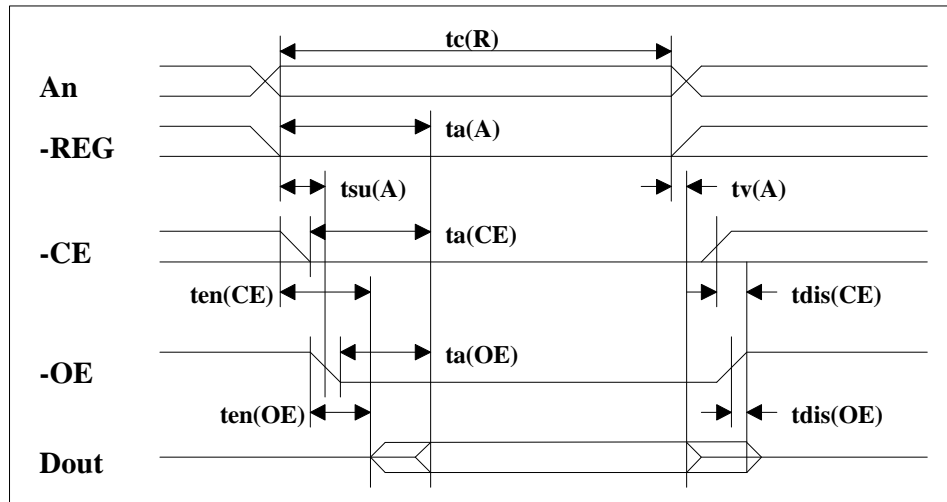 tc(R)
An
ta(A)
-REG
tsu(A)
tv(A)
ta(CE)
-CE
ten(CE)
tdis(CE)
ta(OE)
-OE
ten(OE)
tdis(OE)
Dout